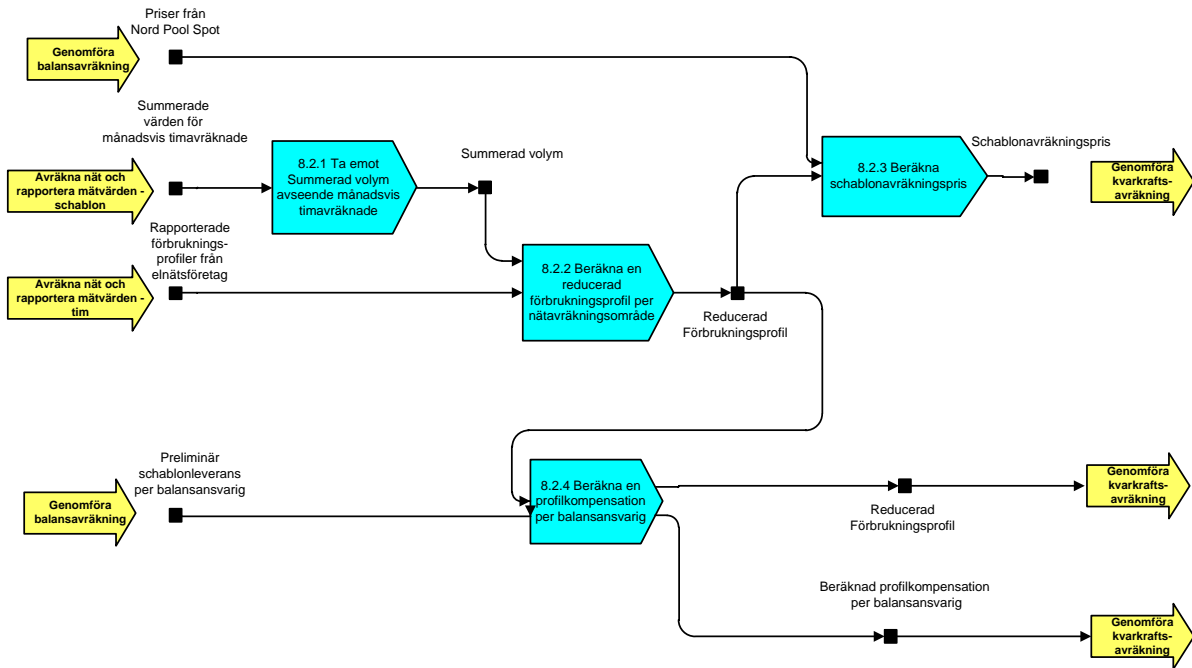 Priser från
Nord Pool Spot
Genomföra
balansavräkning
Summerade
värden för
månadsvis timavräknade
Avräkna nät och
rapportera mätvärden -
schablon
8.2.1 Ta emot
Summerad volym
avseende månadsvis
timavräknade
Summerad volym
8.2.3 Beräkna
schablonavräkningspris
Schablonavräkningspris
Genomföra
kvarkrafts-
avräkning
Rapporterade
förbruknings-
profiler från
elnätsföretag
Avräkna nät och
rapportera mätvärden -
tim
8.2.2 Beräkna en
reducerad
förbrukningsprofil per
nätavräkningsområde
Reducerad
Förbrukningsprofil
Preliminär
schablonleverans
per balansansvarig
Genomföra
balansavräkning
8.2.4 Beräkna en
profilkompensation
per balansansvarig
Reducerad
Förbrukningsprofil
Genomföra
kvarkrafts-
avräkning
Beräknad profilkompensation
per balansansvarig
Genomföra
kvarkrafts-
avräkning